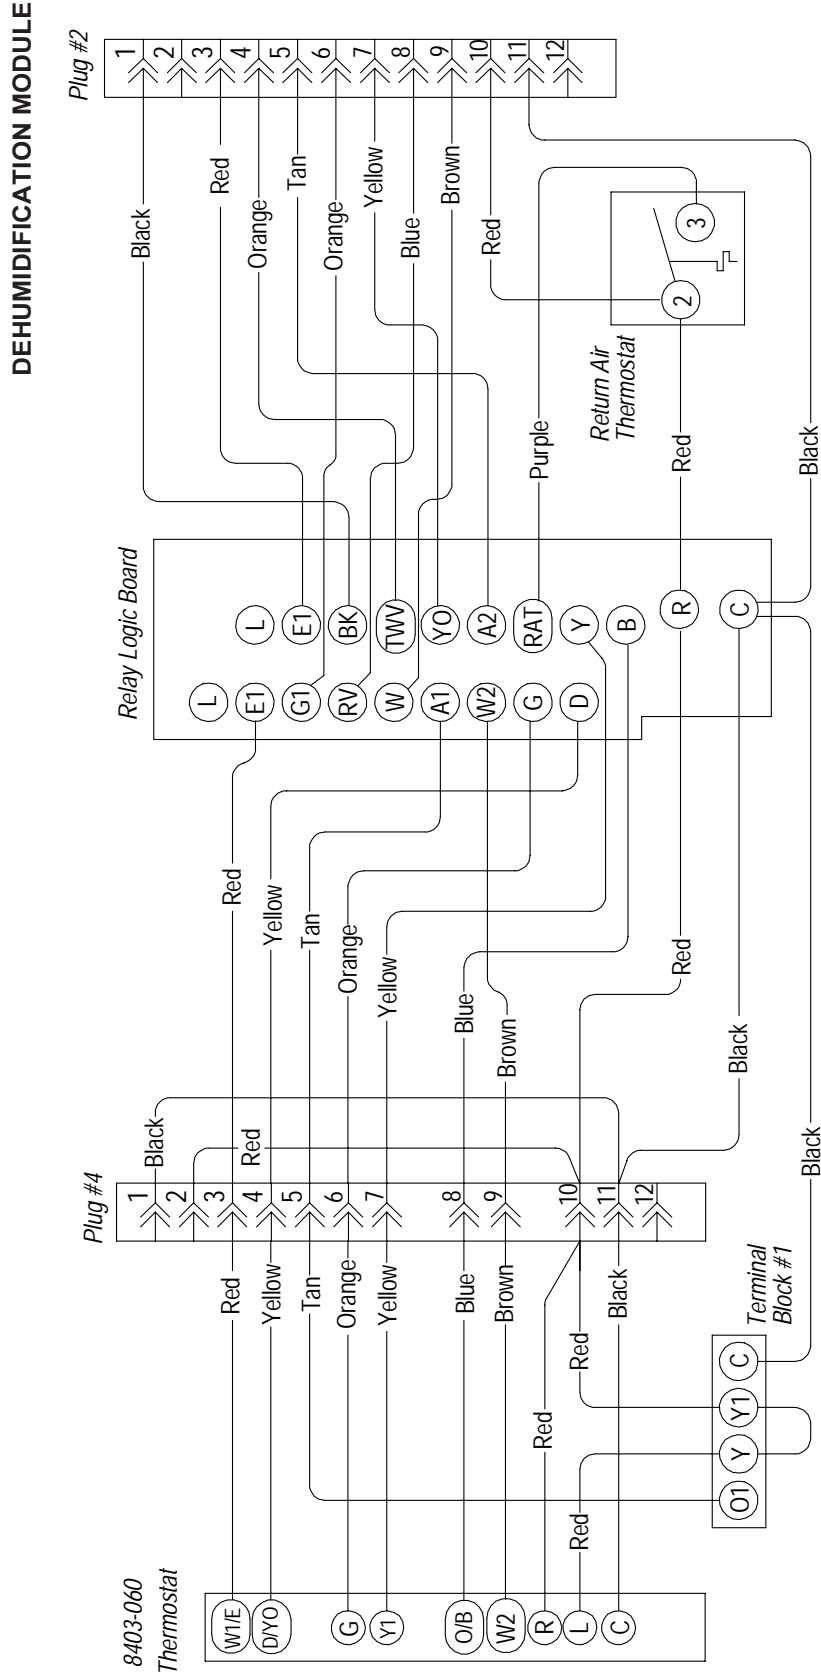 DEHUMIDIFICATION MODULE
Plug #2
1
2
3
4
5
6
7
8
9
10
11
12
Black
Red
Orange
Tan
Orange
Yellow
Blue
Brown
Red
Purple
Red
Black
3
2
Return Air
Thermostat
Relay Logic Board
L
E1
BK
TWV
YO
A2
RAT
Y
B
R
C
L
E1
G1
RV
W
A1
W2
G
D
Red
Yellow
Tan
Orange
Yellow
Blue
Brown
Red
Black
Black
Black
Red
Plug #4
1
2
3
4
5
6
7
8
9
10
11
12
Red
Yellow
Tan
Orange
Yellow
Blue
Brown
Red
Red
Red
Black
Terminal
Block #1
O1
Y
Y1
C
8403-060
Thermostat
W1/E
D/YO
G
Y1
O/B
W2
R
L
C